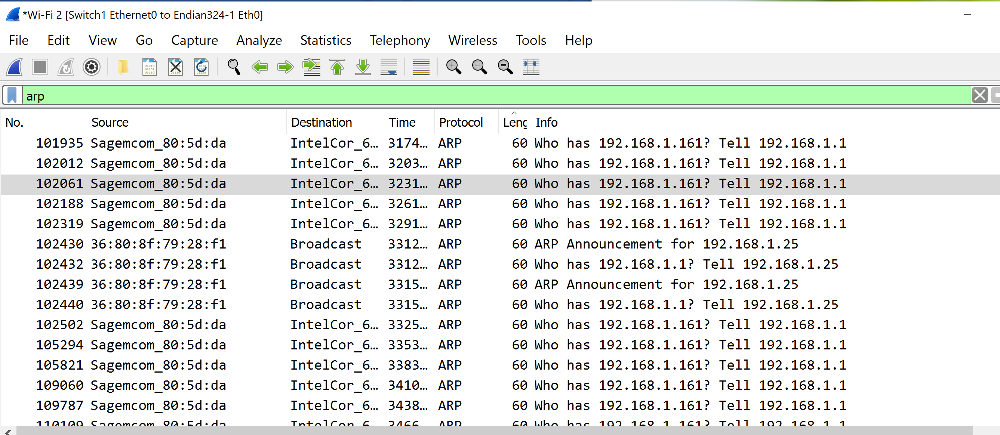 *Wi-Fi 2 [Switch1 Ethernet0 to Endian324-1 Eth0]
File Edit View Go Capture Analyze Statistics Telephony Wireless Tools Help
arp
No. Source Destination Time Protocol Leng Info
101935 Sagemcom_80:5d:da IntelCor_6… 3174… ARP 60 Who has 192.168.1.161? Tell 192.168.1.1
102012 Sagemcom_80:5d:da IntelCor_6… 3203… ARP 60 Who has 192.168.1.161? Tell 192.168.1.1
102061 Sagemcom_80:5d:da IntelCor_6… 3231… ARP 60 Who has 192.168.1.161? Tell 192.168.1.1
102188 Sagemcom_80:5d:da IntelCor_6… 3261… ARP 60 Who has 192.168.1.161? Tell 192.168.1.1
102319 Sagemcom_80:5d:da IntelCor_6… 3291… ARP 60 Who has 192.168.1.161? Tell 192.168.1.1
102430 36:80:8f:79:28:f1 Broadcast 3312… ARP 60 ARP Announcement for 192.168.1.25
102432 36:80:8f:79:28:f1 Broadcast 3312… ARP 60 Who has 192.168.1.1? Tell 192.168.1.25
102439 36:80:8f:79:28:f1 Broadcast 3315… ARP 60 ARP Announcement for 192.168.1.25
102440 36:80:8f:79:28:f1 Broadcast 3315… ARP 60 Who has 192.168.1.1? Tell 192.168.1.25
102502 Sagemcom_80:5d:da IntelCor_6… 3325… ARP 60 Who has 192.168.1.161? Tell 192.168.1.1
105294 Sagemcom_80:5d:da IntelCor_6… 3353… ARP 60 Who has 192.168.1.161? Tell 192.168.1.1
105821 Sagemcom_80:5d:da IntelCor_6… 3383… ARP 60 Who has 192.168.1.161? Tell 192.168.1.1
109060 Sagemcom_80:5d:da IntelCor_6… 3410… ARP 60 Who has 192.168.1.161? Tell 192.168.1.1
109787 Sagemcom_80:5d:da IntelCor_6… 3438… ARP 60 Who has 192.168.1.161? Tell 192.168.1.1
110109 Sagemcom_80:5d:da IntelCor_6 3466 ARP 60 Who has 192.168.1.161? Tell 192.168.1.1